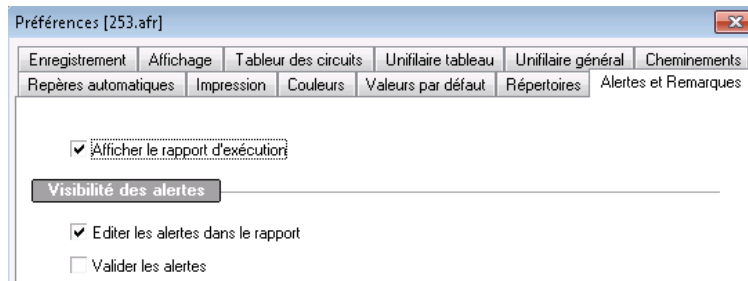 Préférences [253.afr]
Enregistrement Affichage Tableur des circuits Unifilaire tableau Unifilaire général Cheminements
Repères automatiques Impression Couleurs Valeurs par défaut Répertoires Alertes et Remarques
Afficher le rapport d'exécution
Visibilité des alertes
Editer les alertes dans le rapport
Valider les alertes